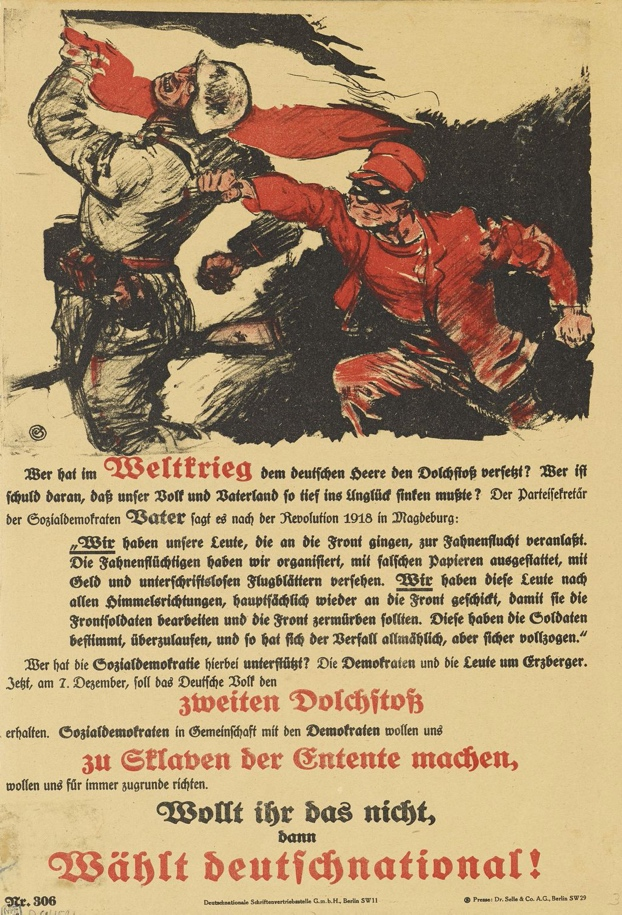 Wer hat im Weltkrieg dem deutschen Heere den Dolchstoß versetzt? Wer ist
schuld daran, daß unser Volk und Vaterland so tief ins Unglück sinken mußte? Der Parteisekretär
der Sozialdemokraten Vater sagt es nach der Revolution 1918 in Magdeburg:
„Wir haben unsere Leute, die an die Front gingen, zur Fahnenflucht veranlaßt.
Die Fahnenflüchtigen haben wir organisiert, mit falschen Papieren ausgestattet, mit
Geld und unterschriftslosen Flugblättern versehen. Wir haben diese Leute nach
allen Himmelsrichtungen, hauptsächlich wieder an die Front geschickt, damit sie die
Frontsoldaten bearbeiten und die Front zermürben sollten. Diese haben die Soldaten
bestimmt, überzulaufen, und so hat sich der Verfall allmählich, aber sicher vollzogen.“
Wer hat die Sozialdemokratie hierbei unterstützt? Die Demokraten und die Leute um Erzberger.
Jetzt, am 7. Dezember, soll das Deutsche Volk den
zweiten Dolchstoß
erhalten. Sozialdemokraten in Gemeinschaft mit den Demokraten wollen uns
zu Sklaven der Entente machen,
wollen uns für immer zugrunde richten.
Wollt ihr das nicht,
dann
Wählt deutschnational!
Nr. 306
Deutschnationale Schriftenvertriebsstelle G.m.b.H., Berlin SW 11
Presse: Dr. Selle & Co. A.G., Berlin SW 29